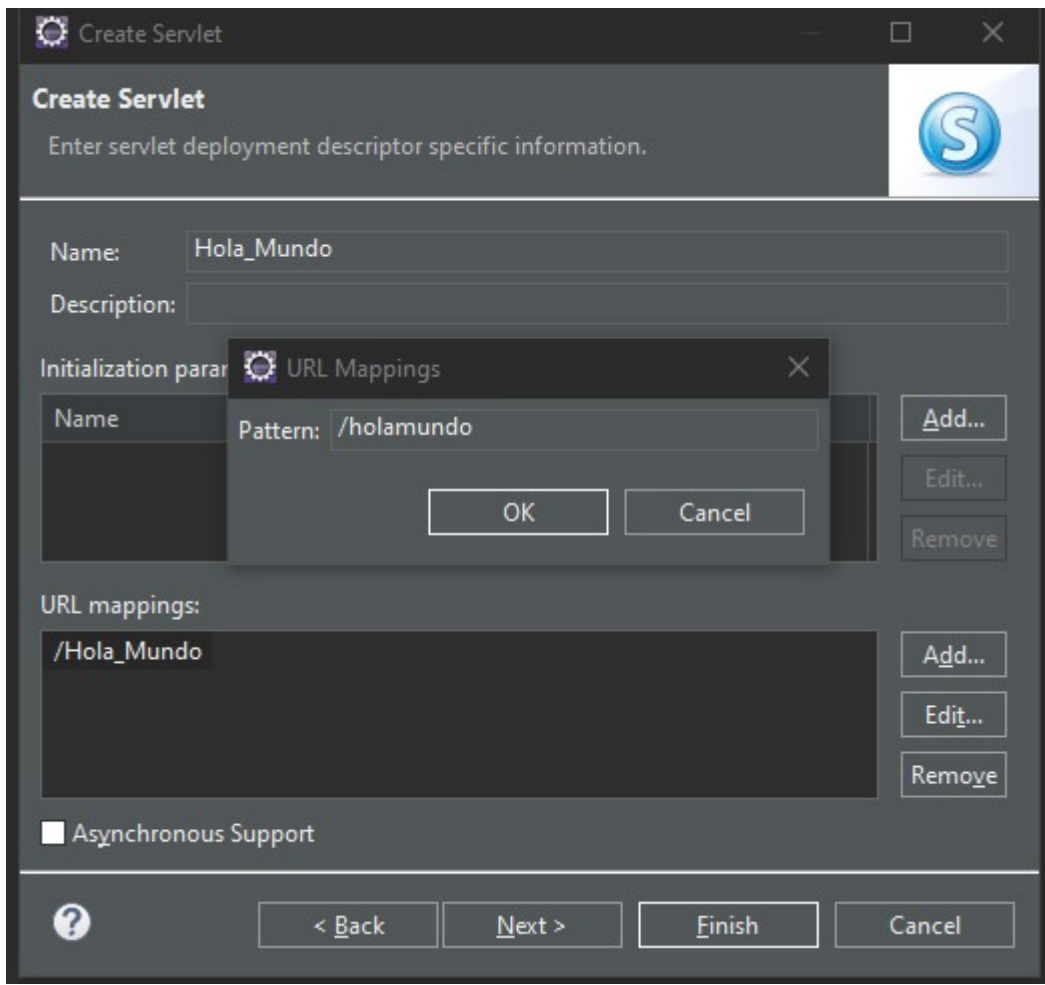 Create Servlet
Create Servlet
Enter servlet deployment descriptor specific information.
Name: Hola_Mundo
Description:
Initialization parar
URL Mappings
Name
Pattern: /holamundo
Add...
Edit...
OK Cancel
Remove
URL mappings:
/Hola_Mundo
Add...
Edit...
Remove
Asynchronous Support
? < Back Next > Finish Cancel